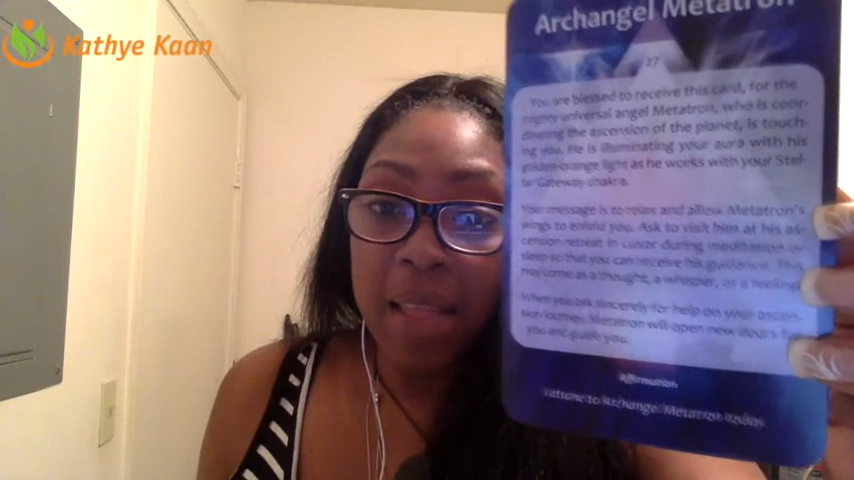 Kathye Kaan
Archangel Metatron
27
You are blessed to receive this card, for the
mighty universal angel Metatron, who is coor-
dinating the ascension of the planet, is touch-
ing you. He is illuminating your aura with his
golden-orange light as he works with your Stel-
lar Gateway chakra.
Your message is to relax and allow Metatron's
wings to enfold you. Ask to visit him at his as-
cension retreat in Luxor during meditation or
sleep so that you can receive his guidance. This
may come as a thought, a whisper, or a feeling.
When you ask sincerely for help on your ascen-
sion journey, Metatron will open new doors for
you and guide you.
Affirmation
I attune to Archangel Metatron today.